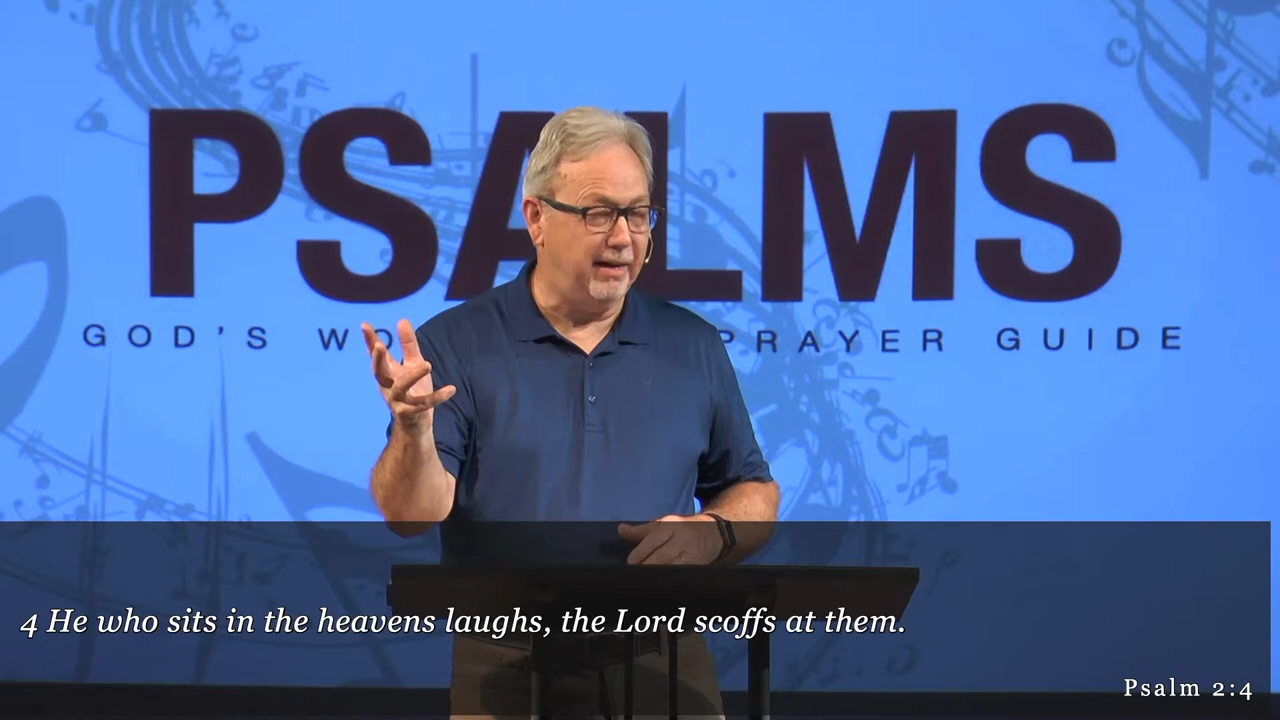 PSALMS
GOD'S WO PRAYER GUIDE
4 He who sits in the heavens laughs, the Lord scoffs at them.
Psalm 2:4